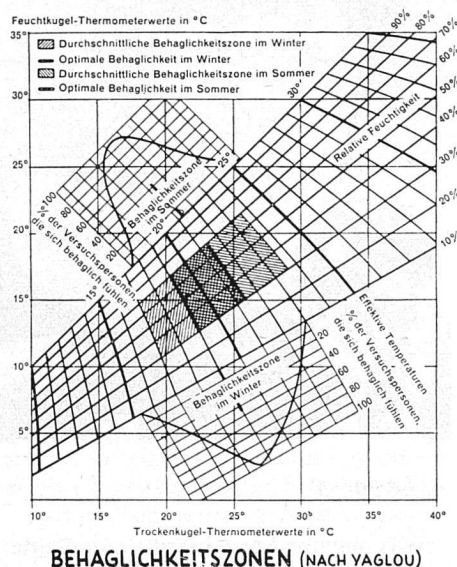 Feuchtkugel-Thermometerwerte in °C
35°
Durchschnittliche Behaglichkeitszone im Winter
Optimale Behaglichkeit im Winter
Durchschnittliche Behaglichkeitszone im Sommer
Optimale Behaglichkeit im Sommer
90%
80%
70%
60%
50%
40%
30%
20%
10%
30°
30°
Relative Feuchtigkeit
25°
25°
Behaglichkeitszone
im Sommer
20°
100
80
60
40
20
% der Versuchspersonen,
die sich behaglich fühlen
20°
15°
15°
Effektive Temperaturen
% der Versuchspersonen,
die sich behaglich fühlen
20
40
60
80
100
Behaglichkeitszone
im Winter
10°
5°
0°
10°
15°
20°
25°
30°
35°
40°
Trockenkugel-Thermometerwerte in °C
BEHAGLICHKEITSZONEN (NACH YAGLOU)